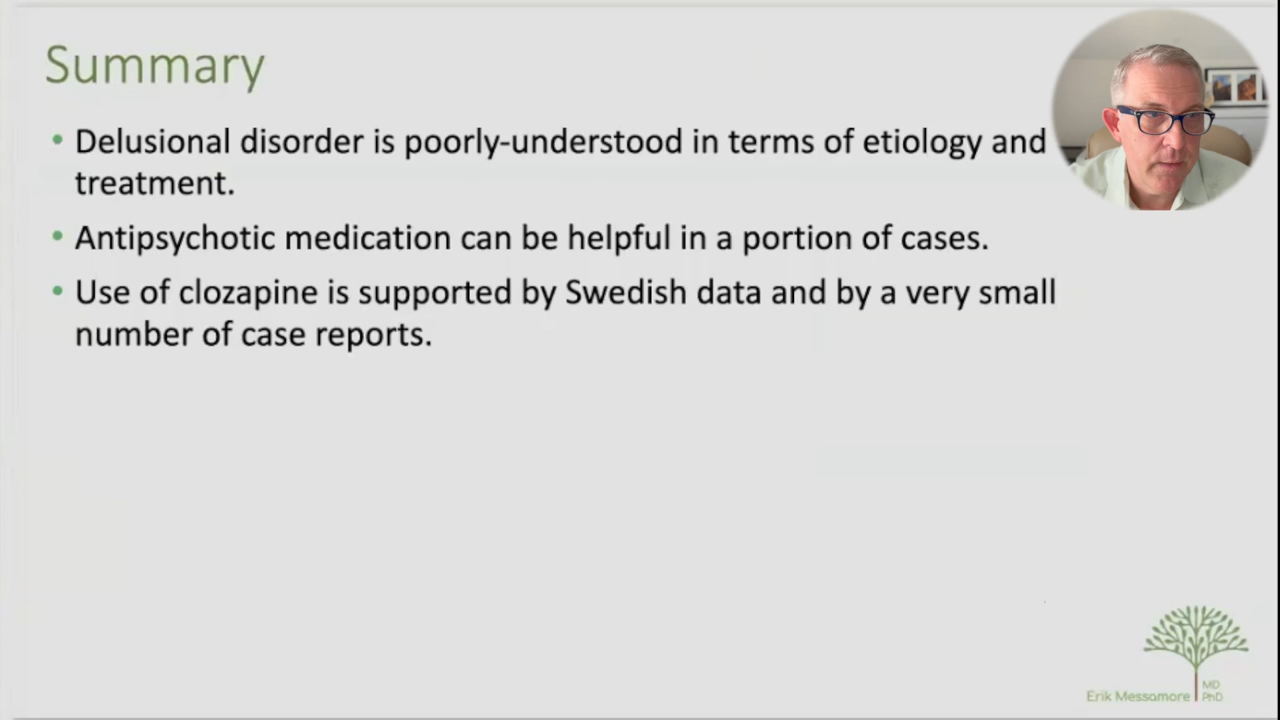 Summary
• Delusional disorder is poorly-understood in terms of etiology and
treatment.
• Antipsychotic medication can be helpful in a portion of cases.
• Use of clozapine is supported by Swedish data and by a very small
number of case reports.
Erik Messamore
MD
PhD